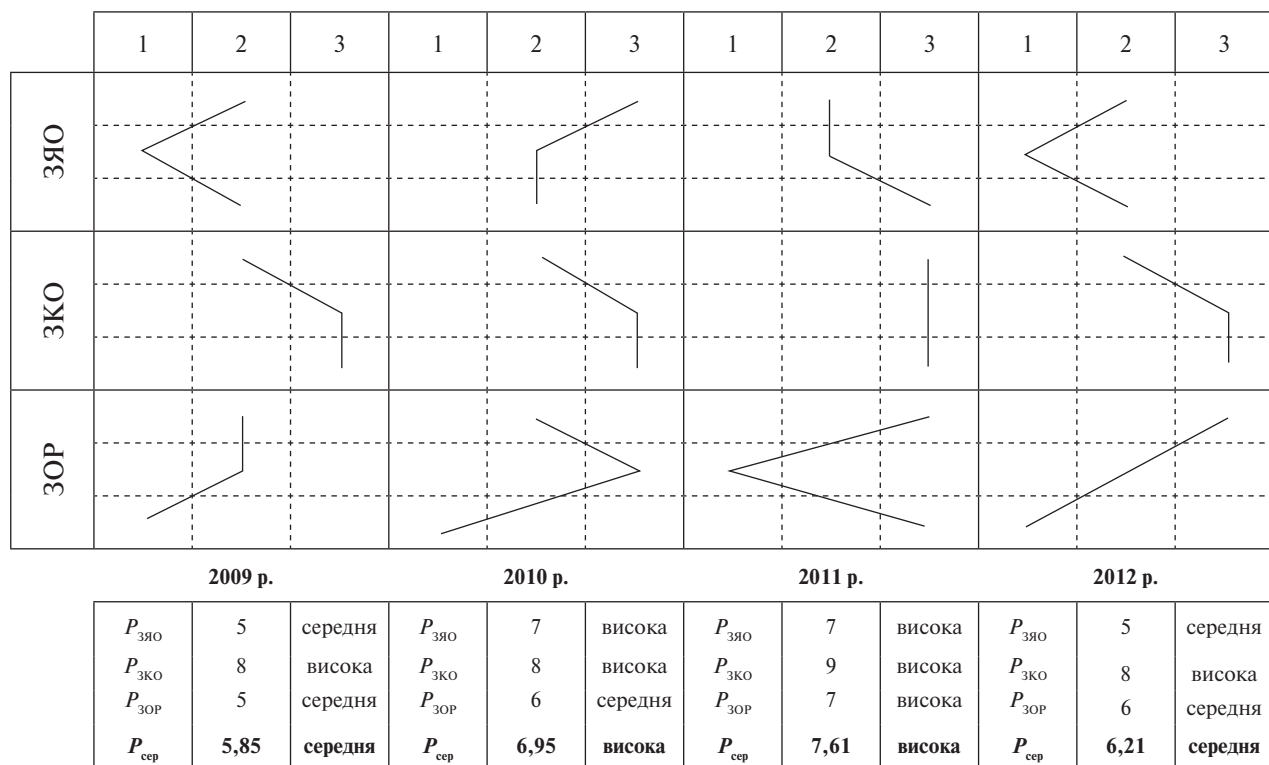 1 2 3 1 2 3 1 2 3 1 2 3
ЗЯО
ЗКО
ЗОР
2009 р. 2010 р. 2011 р. 2012 р.
PЗЯО 5 середня PЗЯО 7 висока PЗЯО 7 висока PЗЯО 5 середня
PЗКО 8 висока PЗКО 8 висока PЗКО 9 висока PЗКО 8 висока
PЗОР 5 середня PЗОР 6 середня PЗОР 7 висока PЗОР 6 середня
Pсер 5,85 середня Pсер 6,95 висока Pсер 7,61 висока Pсер 6,21 середня